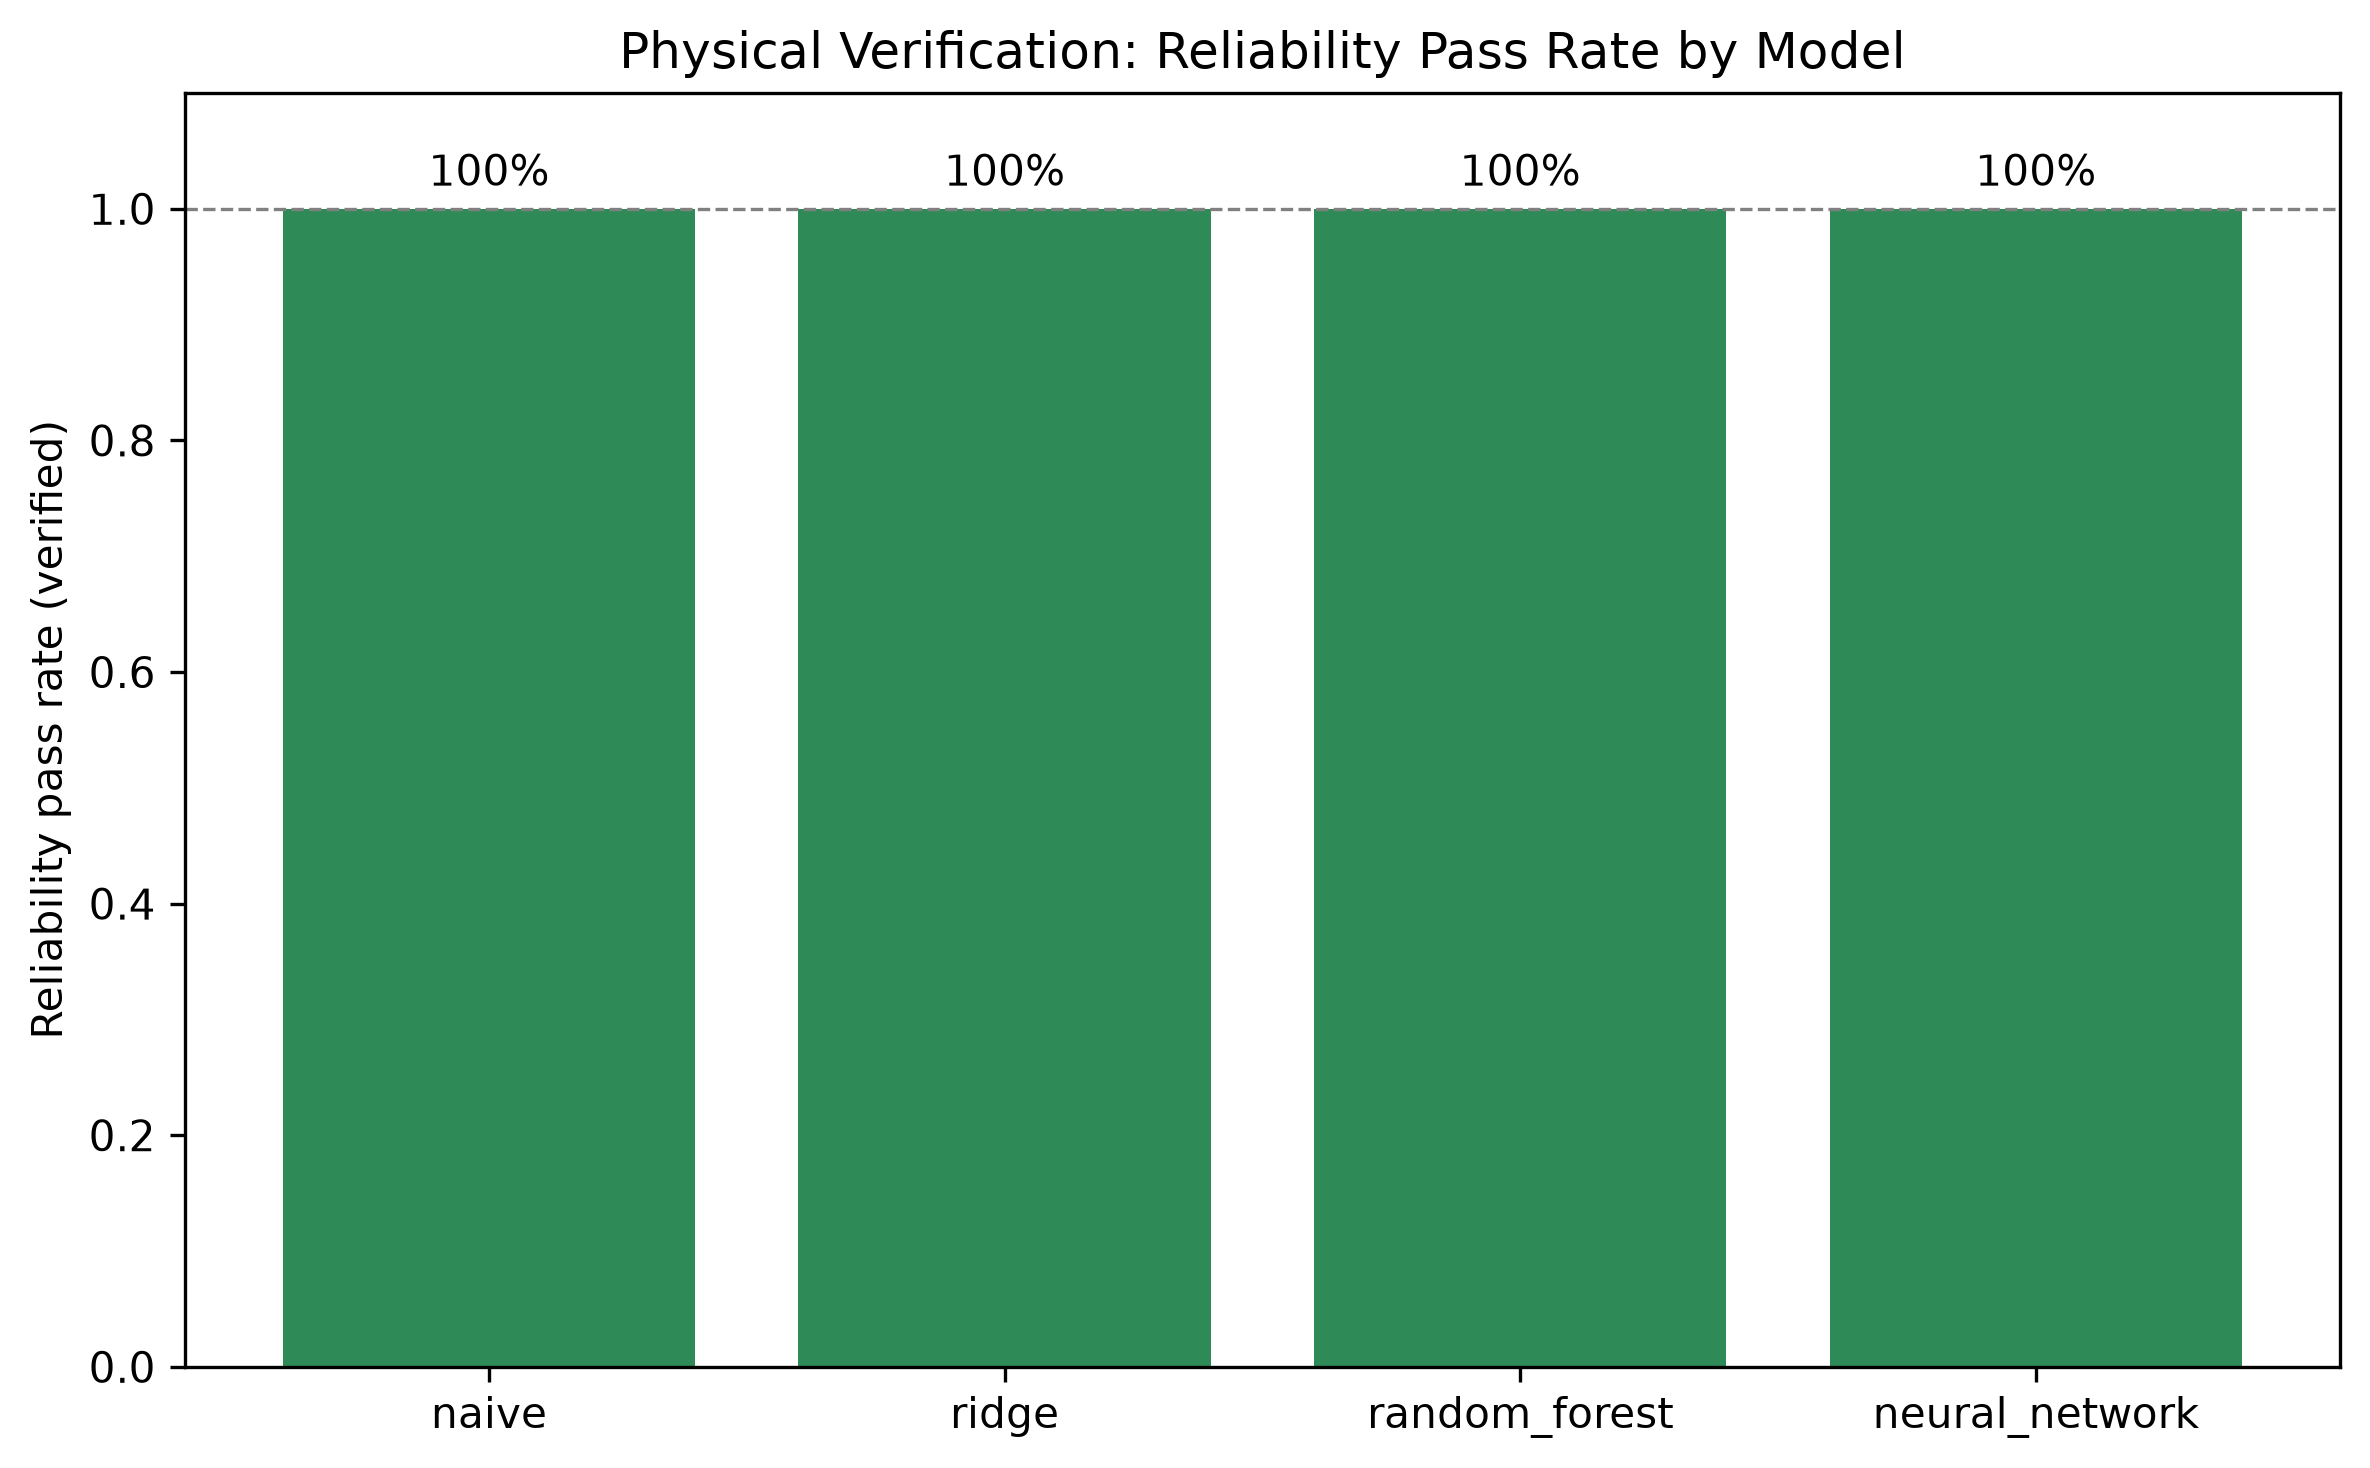 Physical Verification: Reliability Pass Rate by Model
Reliability pass rate (verified)
1.0
0.8
0.6
0.4
0.2
0.0
100% 100% 100% 100%
naive ridge random_forest neural_network